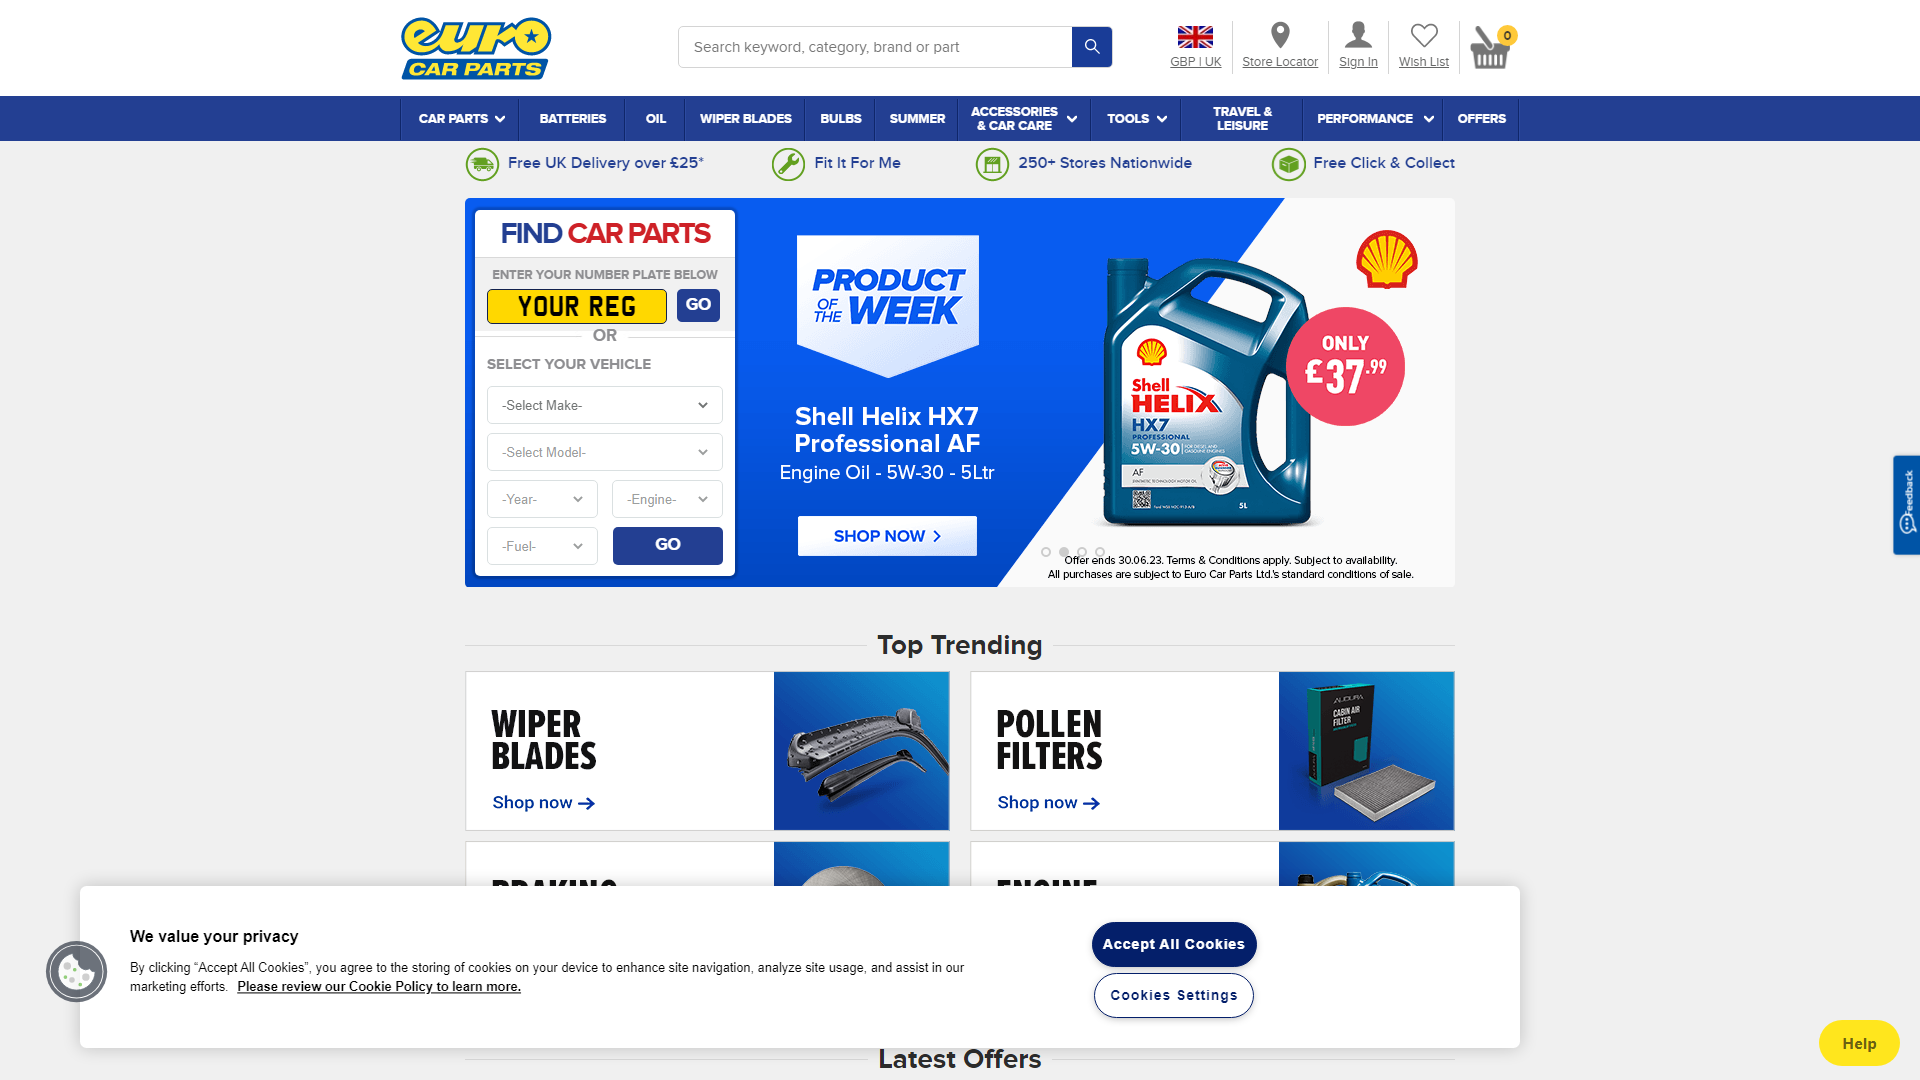 euro
CAR PARTS
Search keyword, category, brand or part
GBP | UK
Store Locator
Sign In
Wish List
0
CAR PARTS
BATTERIES
OIL
WIPER BLADES
BULBS
SUMMER
ACCESSORIES
& CAR CARE
TOOLS
TRAVEL &
LEISURE
PERFORMANCE
OFFERS
Free UK Delivery over £25*
Fit It For Me
250+ Stores Nationwide
Free Click & Collect
FIND CAR PARTS
ENTER YOUR NUMBER PLATE BELOW
YOUR REG
GO
OR
SELECT YOUR VEHICLE
-Select Make-
-Select Model-
-Year-
-Engine-
-Fuel-
GO
PRODUCT
OF THE WEEK
Shell Helix HX7
Professional AF
Engine Oil - 5W-30 - 5Ltr
SHOP NOW
Shell
HELIX
HX7
PROFESSIONAL
5W-30
AF
5L
ONLY
£37.99
Offer ends 30.06.23. Terms & Conditions apply. Subject to availability.
All purchases are subject to Euro Car Parts Ltd.'s standard conditions of sale.
Feedback
Top Trending
WIPER
BLADES
Shop now
POLLEN
FILTERS
Shop now
AUDURA
CABIN AIR
FILTER
BRAKING
ENGINE
We value your privacy
By clicking “Accept All Cookies”, you agree to the storing of cookies on your device to enhance site navigation, analyze site usage, and assist in our
marketing efforts. Please review our Cookie Policy to learn more.
Accept All Cookies
Cookies Settings
Help
Latest Offers